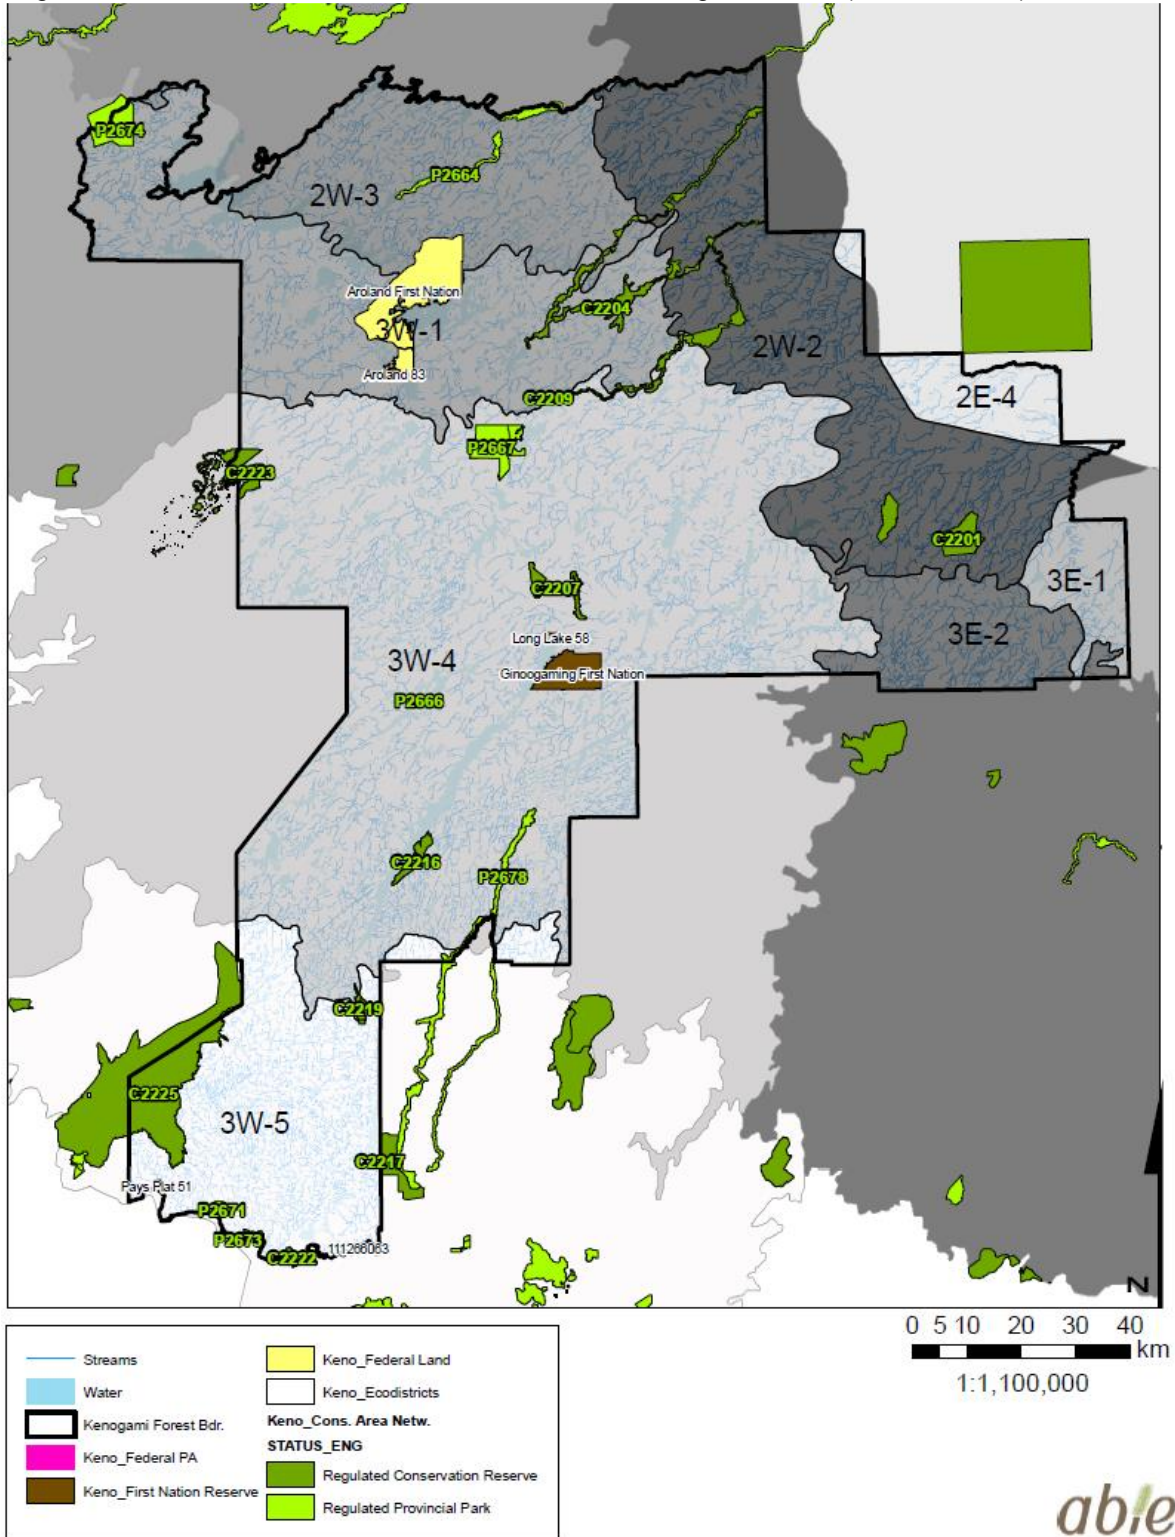 P2674
P2664
2W-3
Aroland First Nation
C2204
3W-1
2W-2
Aroland 83
C2209
2E-4
P2667
C2223
C2201
3E-1
C2207
3E-2
Long Lake 58
3W-4
Ginoogaming First Nation
P2666
C2216
P2678
C2219
C2225
3W-5
C2217
Pays Plat 51
P2671
P2673
C2222
111266063
N
0 5 10 20 30 40
km
1:1,100,000
Streams
Water
Kenogami Forest Bdr.
Keno_Federal PA
Keno_First Nation Reserve
Keno_Federal Land
Keno_Ecodistricts
Keno_Cons. Area Netw.
STATUS_ENG
Regulated Conservation Reserve
Regulated Provincial Park
able